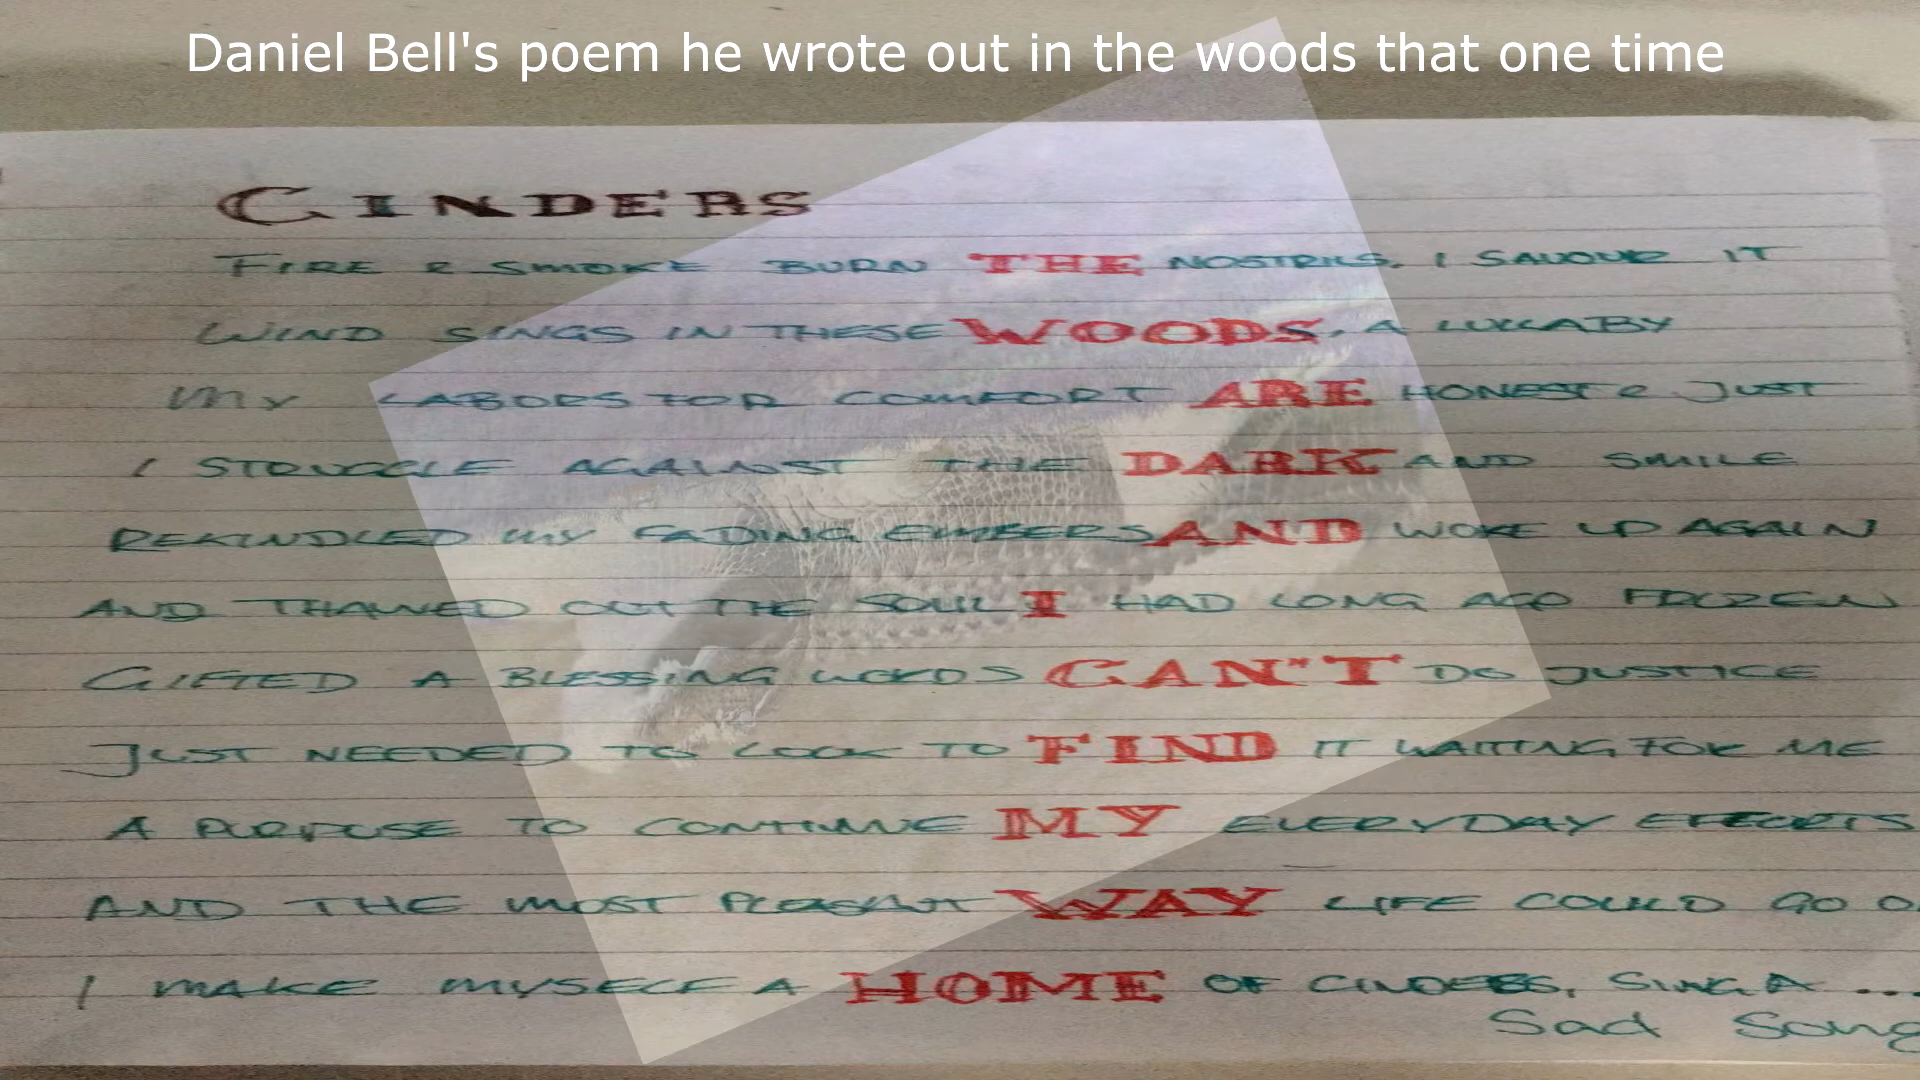 Daniel Bell's poem he wrote out in the woods that one time
CINDERS
FIRE & SMOKE BURN THE NOSTRILS, I SAVOUR IT
WIND SINGS IN THESE WOODS, A LULLABY
MY LABORS FOR COMFORT ARE HONEST & JUST
I STRUGGLE AGAINST THE DARK AND SMILE
REKINDLED MY FADING EMBERS AND WOKE UP AGAIN
AND THAWED OUT THE SOUL I HAD LONG AGO FROZEN
GIFTED A BLESSING WORDS CAN'T DO JUSTICE
JUST NEEDED TO LOOK TO FIND IT WAITING FOR ME
A PURPOSE TO CONTINUE MY EVERYDAY EFFORTS
AND THE MOST PLEASANT WAY LIFE COULD GO
I MAKE MYSELF A HOME OF CINDERS, SING A ...
Sad Song